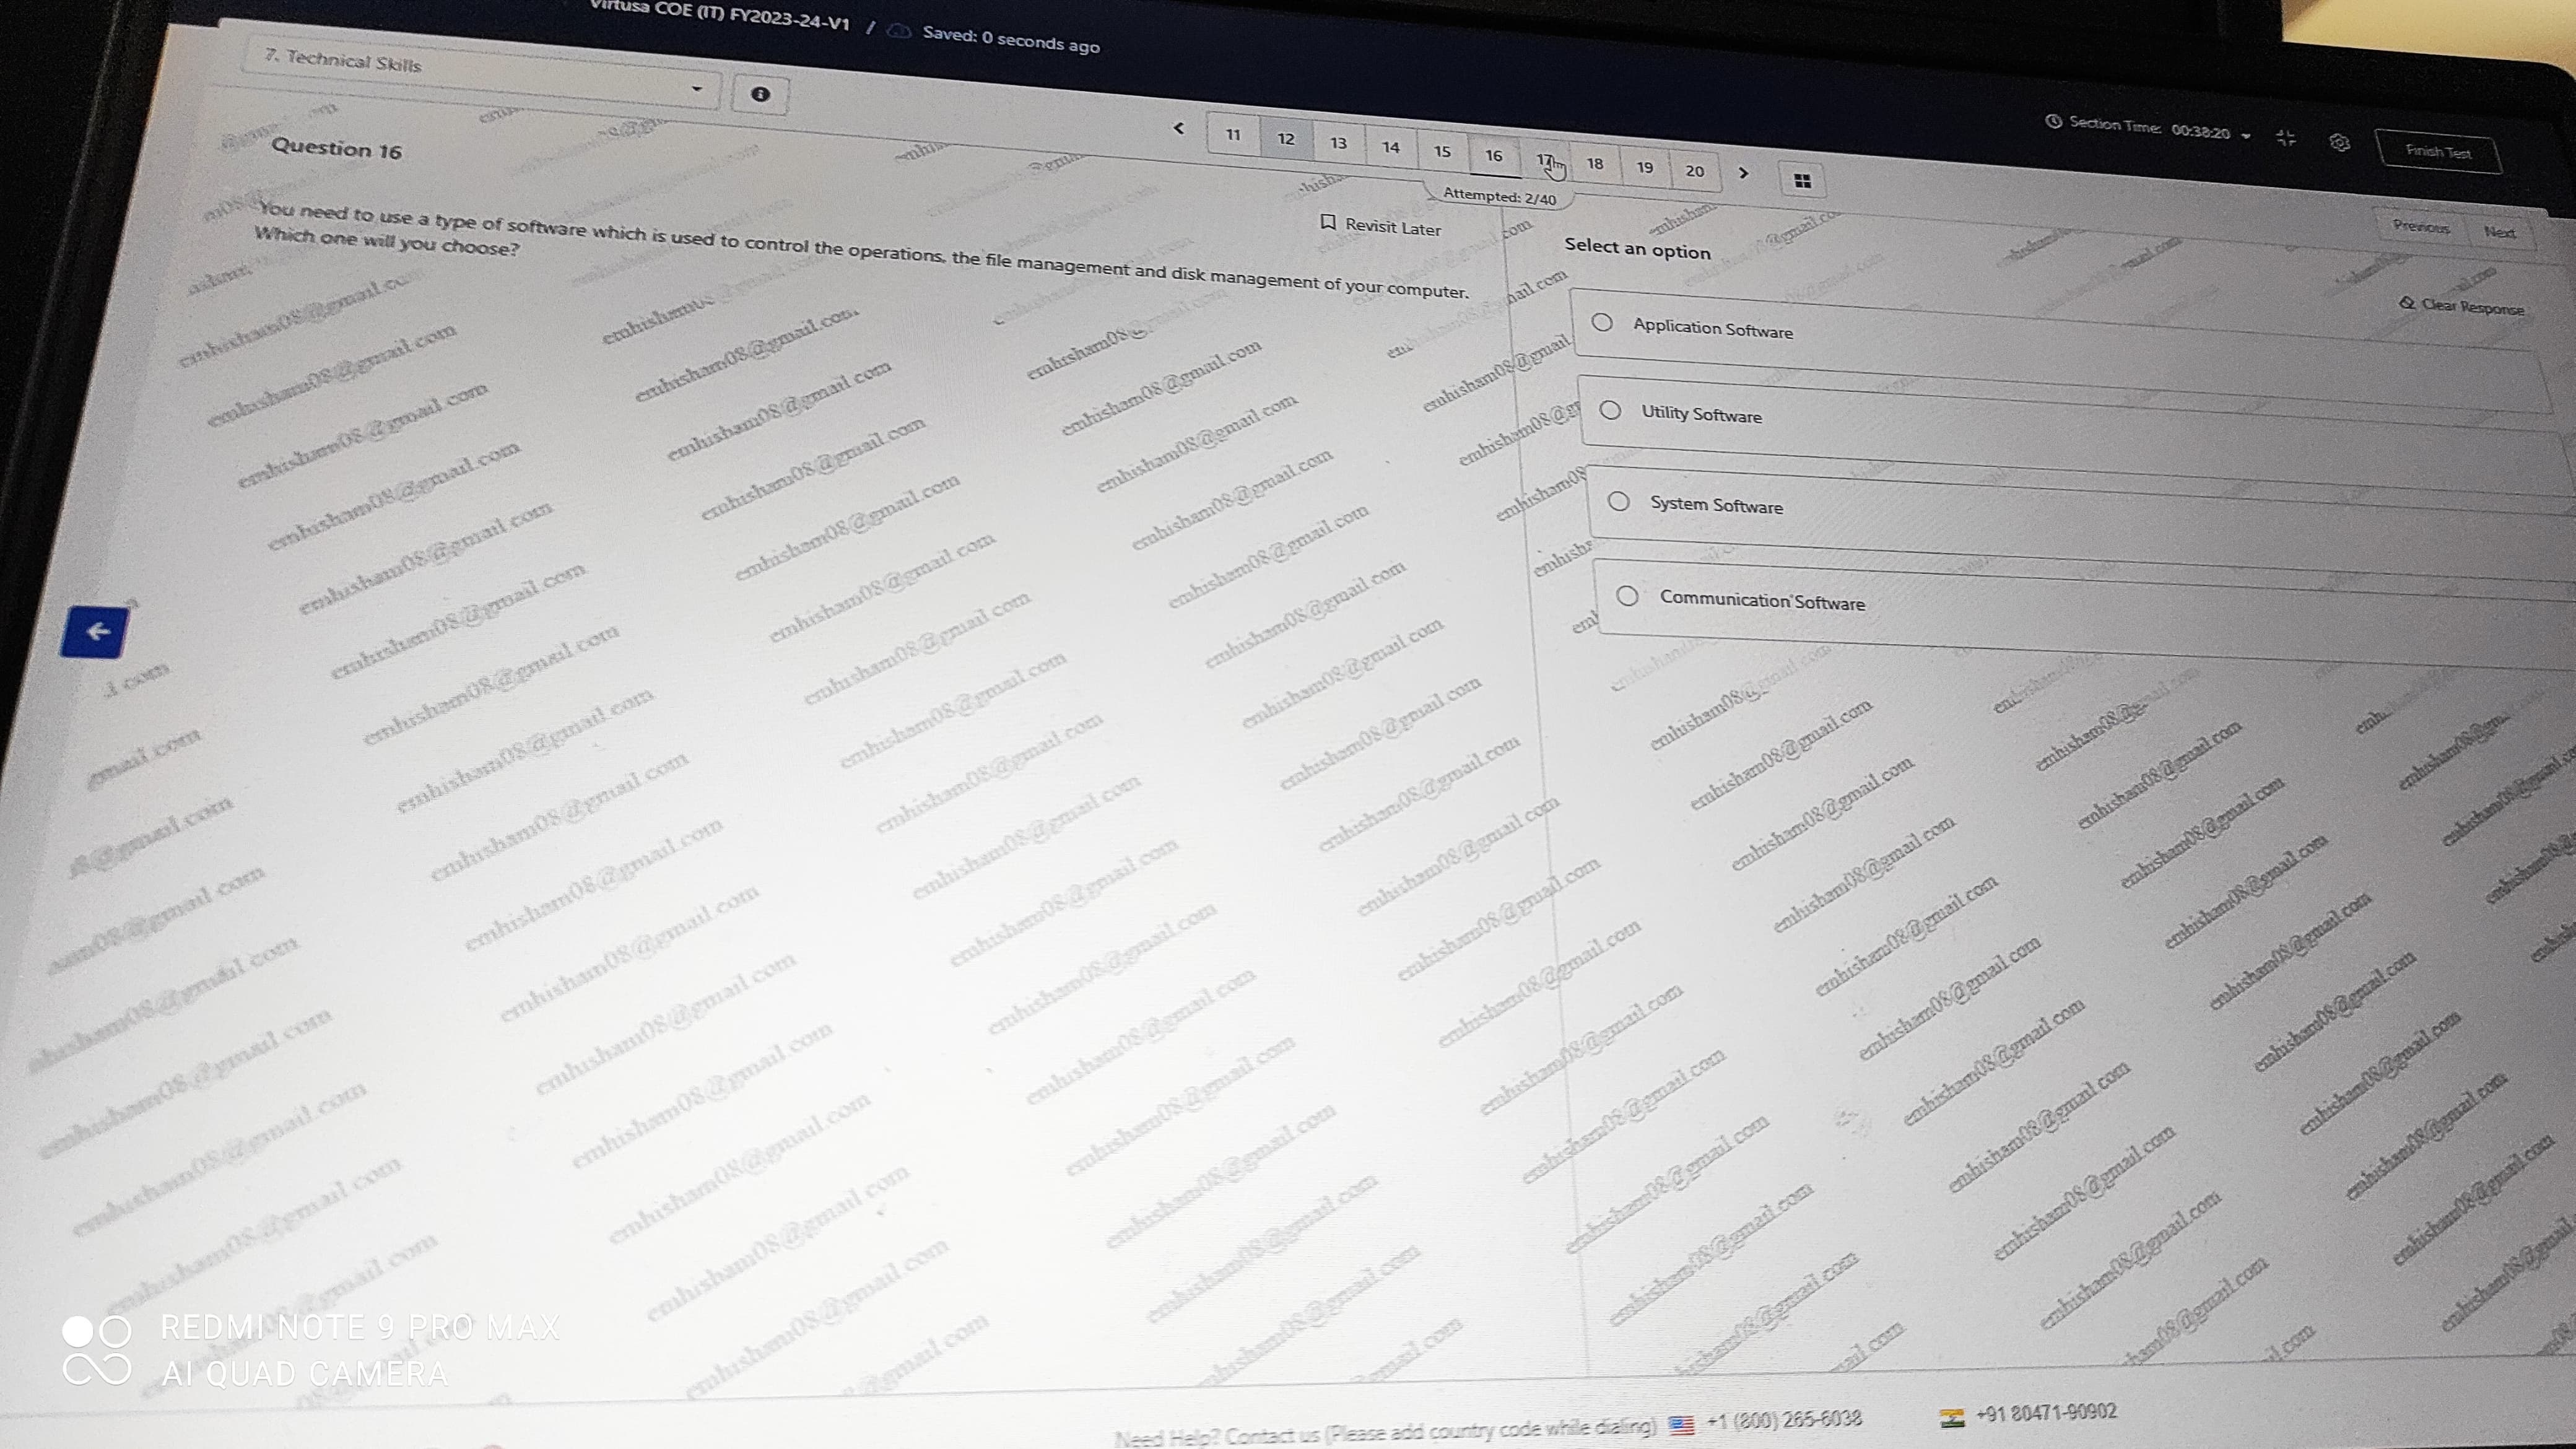 Virtusa COE (IT) FY2023-24-V1 / Saved: 0 seconds ago
Section Time: 00:38:20
Finish Test
7. Technical Skills
11 12 13 14 15 16 17 18 19 20
Attempted: 2/40
Previous Next
Question 16
Revisit Later
You need to use a type of software which is used to control the operations, the file management and disk management of your computer.
Which one will you choose?
Select an option
Clear Response
Application Software
Utility Software
System Software
Communication Software
emhisham08@gmail.com
REDMI NOTE 9 PRO MAX
AI QUAD CAMERA
Need Help? Contact us (Please add country code while dialing) +1 (800) 265-6038 +91 80471-90902